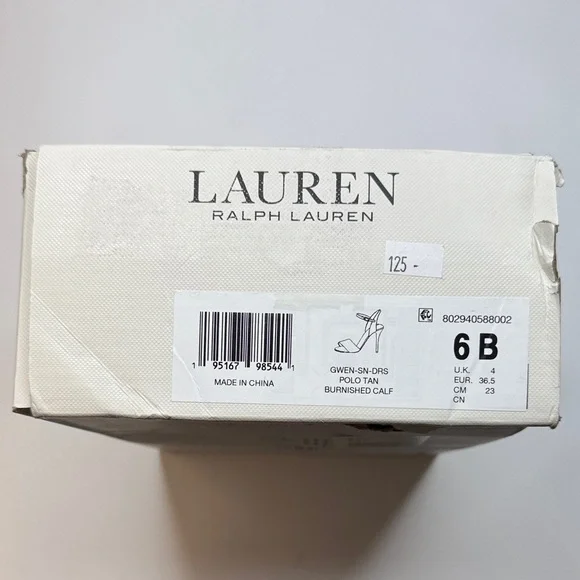 LAUREN
RALPH LAUREN
125 -
1 95167 98544 1
MADE IN CHINA
GWEN-SN-DRS
POLO TAN
BURNISHED CALF
802940588002
6 B
U.K. 4
EUR. 36.5
CM 23
CN